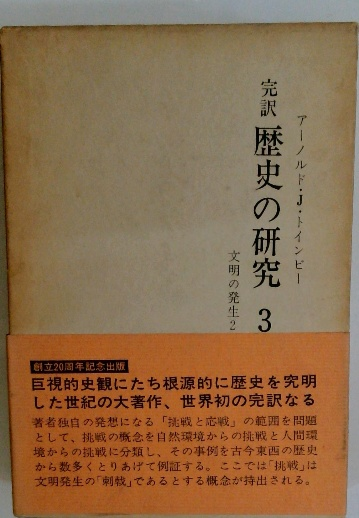 アーノルド・J・トインビー
完訳 歴史の研究 3
文明の発生2
創立20周年記念出版
巨視的史観にたち根源的に歴史を究明
した世紀の大著作、世界初の完訳なる
著者独自の発想になる「挑戦と応戦」の範囲を問題
として、挑戦の概念を自然環境からの挑戦と人間環
境からの挑戦に分類し、その事例を古今東西の歴史
から数多くとりあげて例証する。ここでは「挑戦」は
文明発生の「刺戟」であるとする概念が持出される。